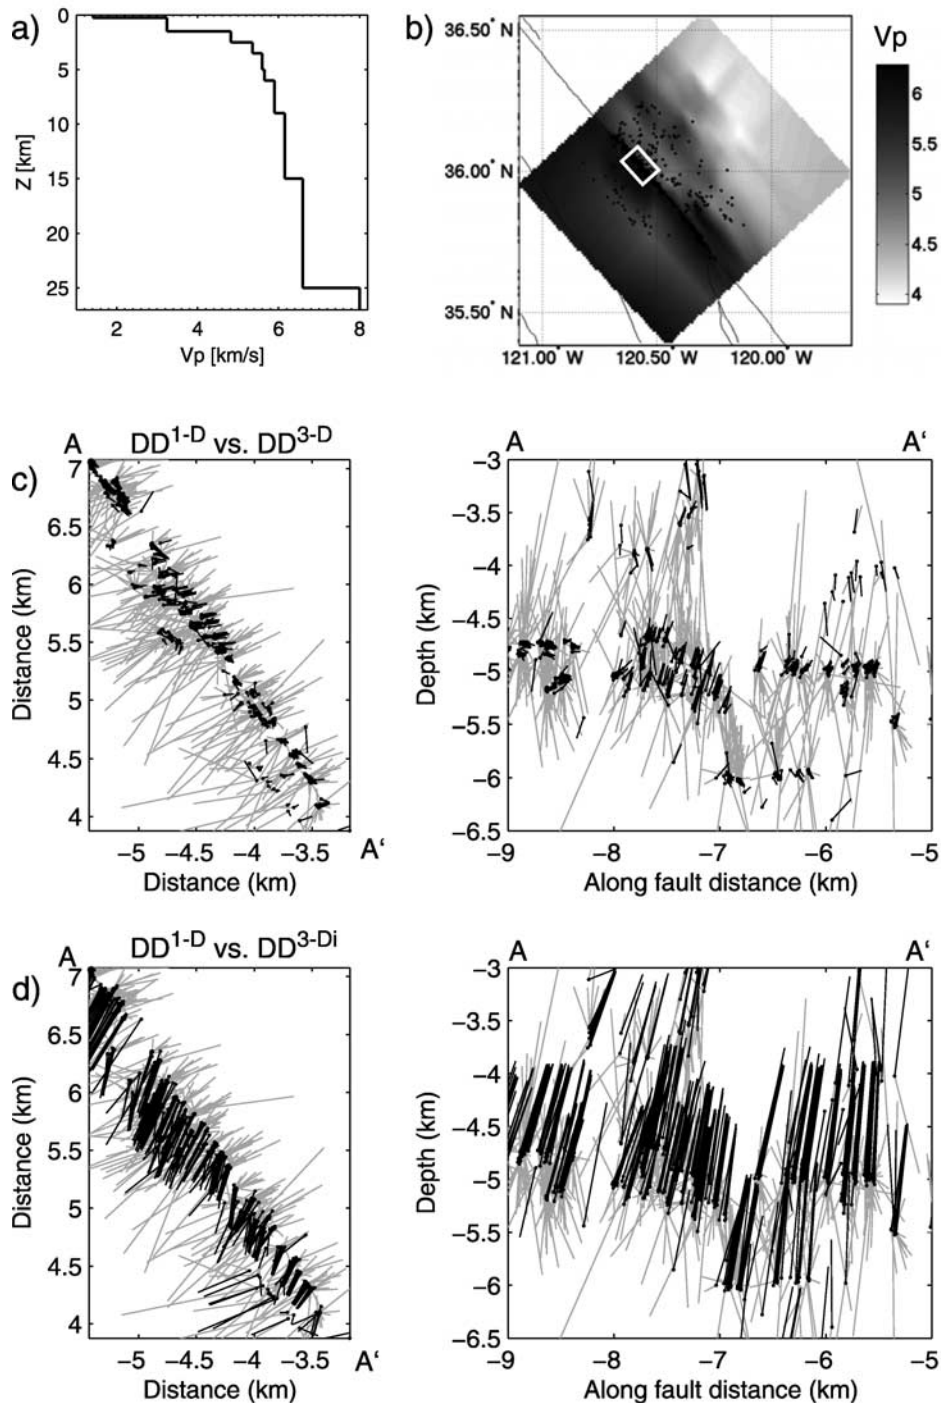 a)
0
5
10
15
20
25
Z [km]
2
4
6
8
Vp [km/s]
b)
36.50° N
36.00° N
35.50° N
121.00° W
120.50° W
120.00° W
Vp
6
5.5
5
4.5
4
c)
A
DD1-D vs. DD3-D
7
6.5
6
5.5
5
4.5
4
Distance (km)
−5
−4.5
−4
−3.5
A‘
Distance (km)
A
A‘
−3
−3.5
−4
−4.5
−5
−5.5
−6
−6.5
Depth (km)
−9
−8
−7
−6
−5
Along fault distance (km)
d)
A
DD1-D vs. DD3-Di
7
6.5
6
5.5
5
4.5
4
Distance (km)
−5
−4.5
−4
−3.5
A‘
Distance (km)
A
A‘
−3
−3.5
−4
−4.5
−5
−5.5
−6
−6.5
Depth (km)
−9
−8
−7
−6
−5
Along fault distance (km)